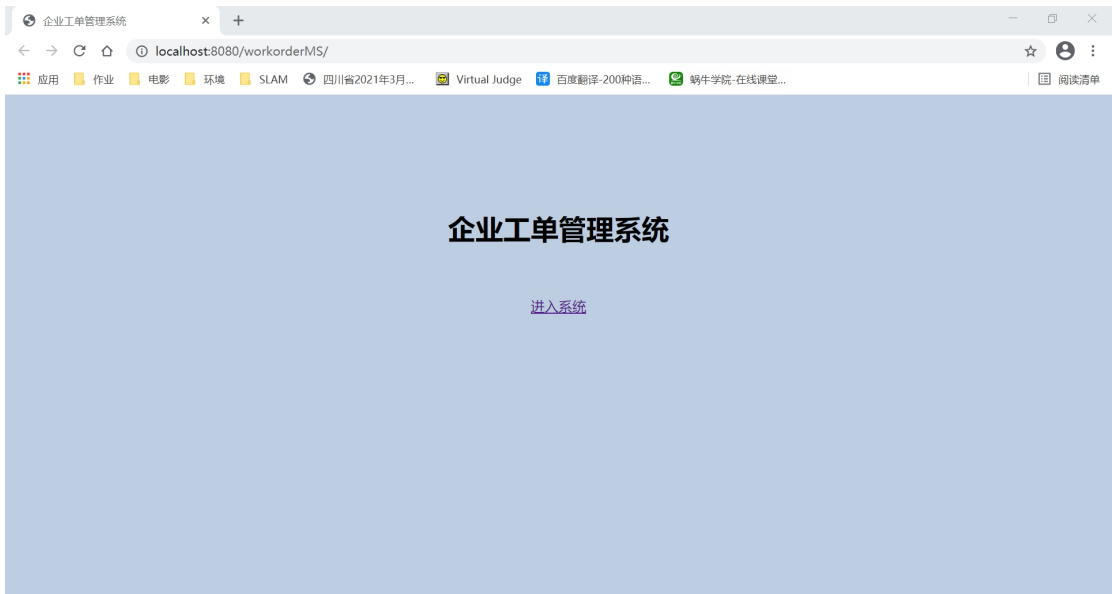 企业工单管理系统
localhost:8080/workorderMS/
应用 作业 电影 环境 SLAM 四川省2021年3月... Virtual Judge 译 百度翻译-200种语... 蜗牛学院-在线课堂... 阅读清单
企业工单管理系统
进入系统